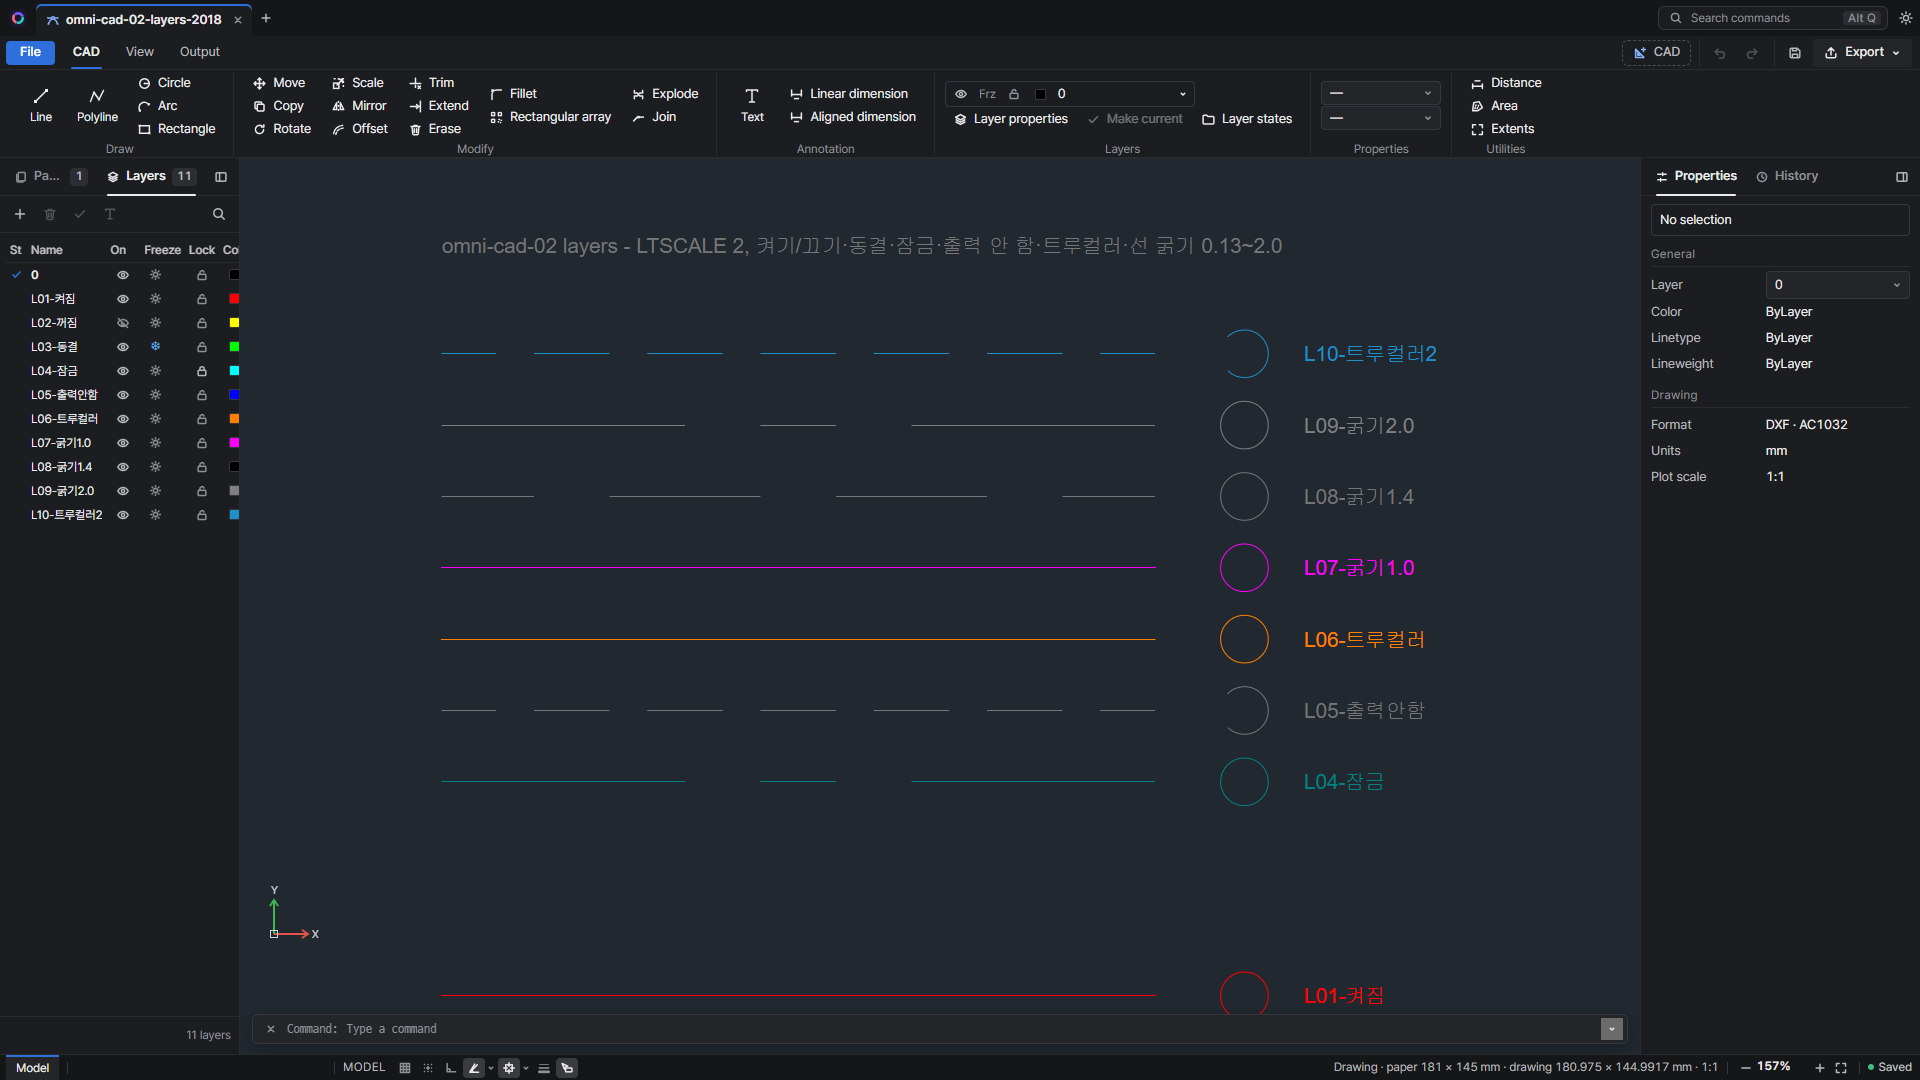 omni-cad-02-layers-2018
Search commands Alt Q
File CAD View Output
CAD Export
Line
Polyline
Circle
Arc
Rectangle
Draw
Move
Copy
Rotate
Scale
Mirror
Offset
Trim
Extend
Erase
Fillet
Rectangular array
Explode
Join
Modify
Text
Linear dimension
Aligned dimension
Annotation
Frz 0
Layer properties Make current Layer states
Layers
Properties
Distance
Area
Extents
Utilities
Pa... 1 Layers 11
St Name On Freeze Lock Col
0
L01-켜짐
L02-꺼짐
L03-동결
L04-잠금
L05-출력안함
L06-트루컬러
L07-굵기1.0
L08-굵기1.4
L09-굵기2.0
L10-트루컬러2
11 layers
omni-cad-02 layers - LTSCALE 2, 켜기/끄기·동결·잠금·출력 안 함·트루컬러·선 굵기 0.13~2.0
L10-트루컬러2
L09-굵기2.0
L08-굵기1.4
L07-굵기1.0
L06-트루컬러
L05-출력안함
L04-잠금
L01-켜짐
Y
X
Command: Type a command
Properties History
No selection
General
Layer 0
Color ByLayer
Linetype ByLayer
Lineweight ByLayer
Drawing
Format DXF · AC1032
Units mm
Plot scale 1:1
Model
MODEL
Drawing · paper 181 × 145 mm · drawing 180.975 × 144.9917 mm · 1:1
157%
Saved